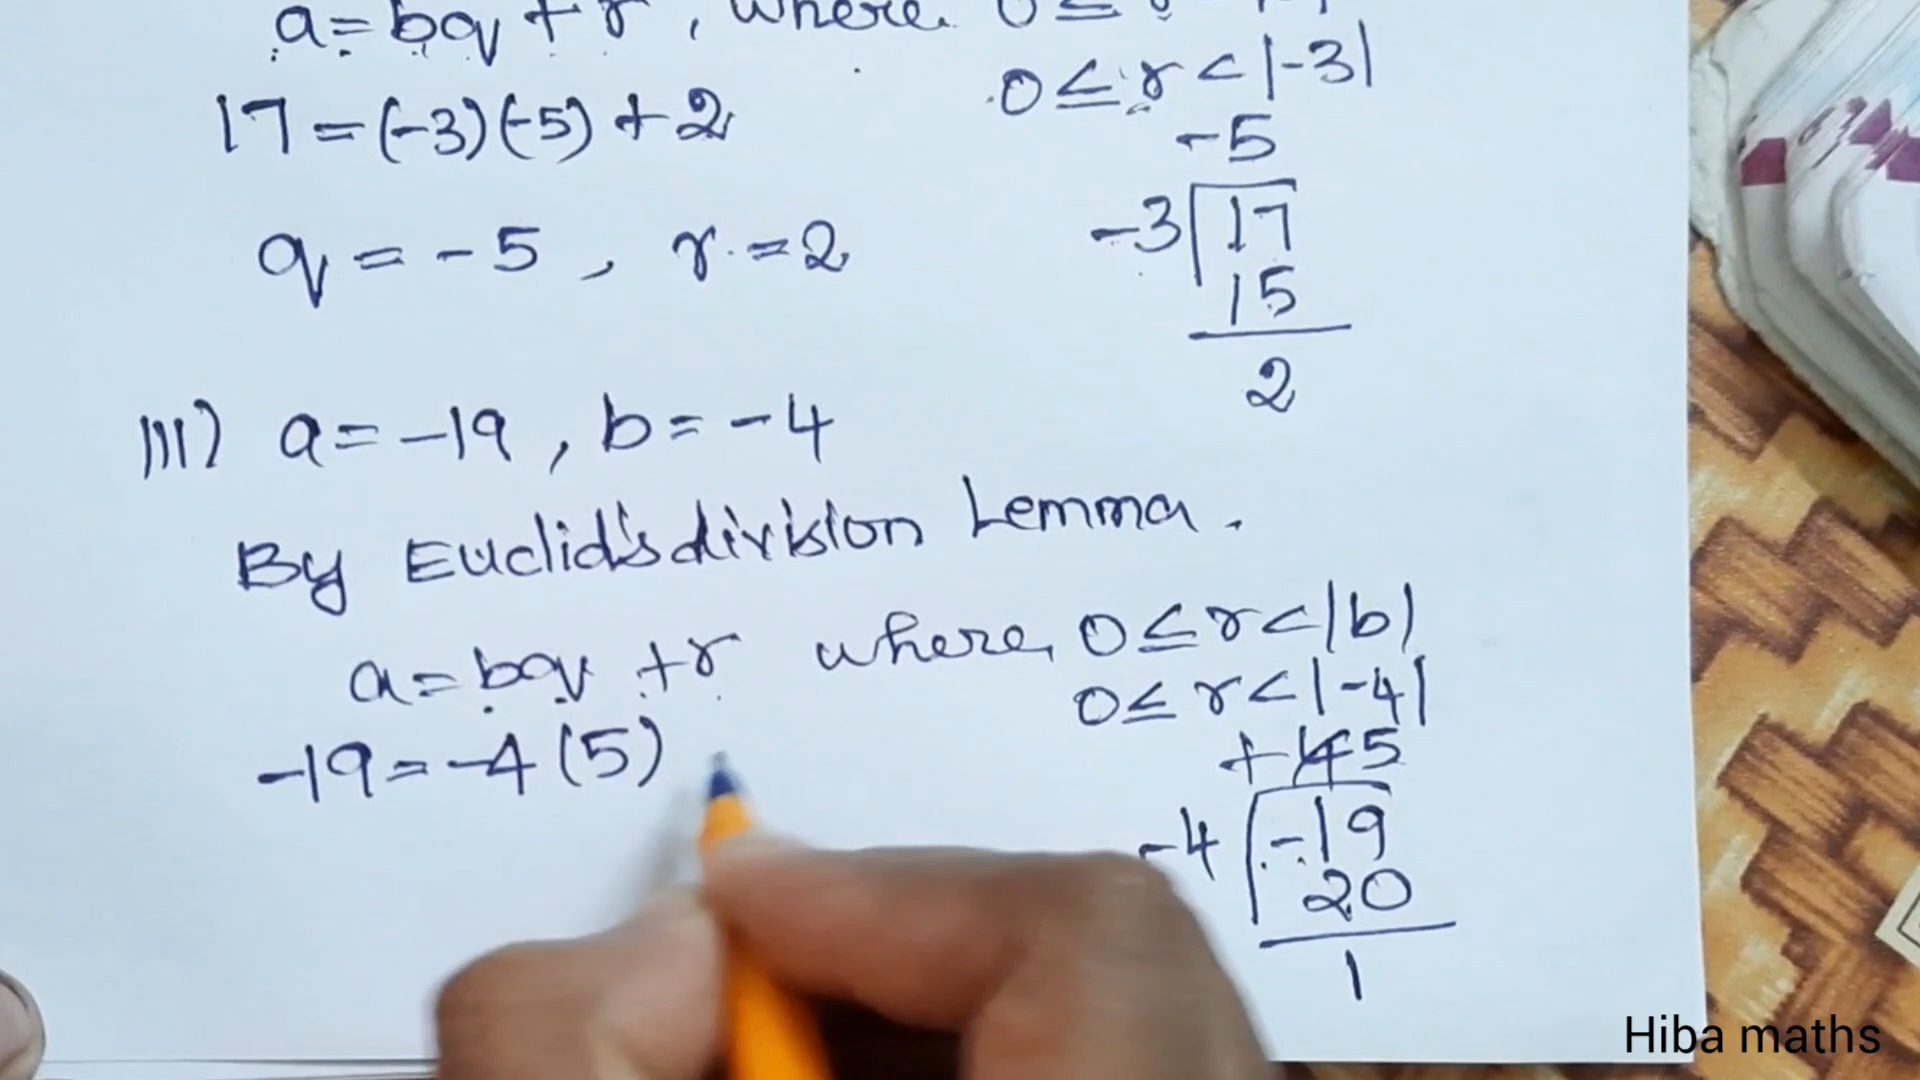 a = bq + r, where 0 ≤
0 ≤ r < |-3|
17 = (-3)(-5) + 2
-5
-3 17
q = -5, r = 2
15
2
III) a = -19, b = -4
By Euclid's division Lemma.
a = bq + r where, 0 ≤ r < |b|
0 ≤ r < |-4|
-19 = -4 (5)
+ 5
-4 -19
20
1
Hiba maths